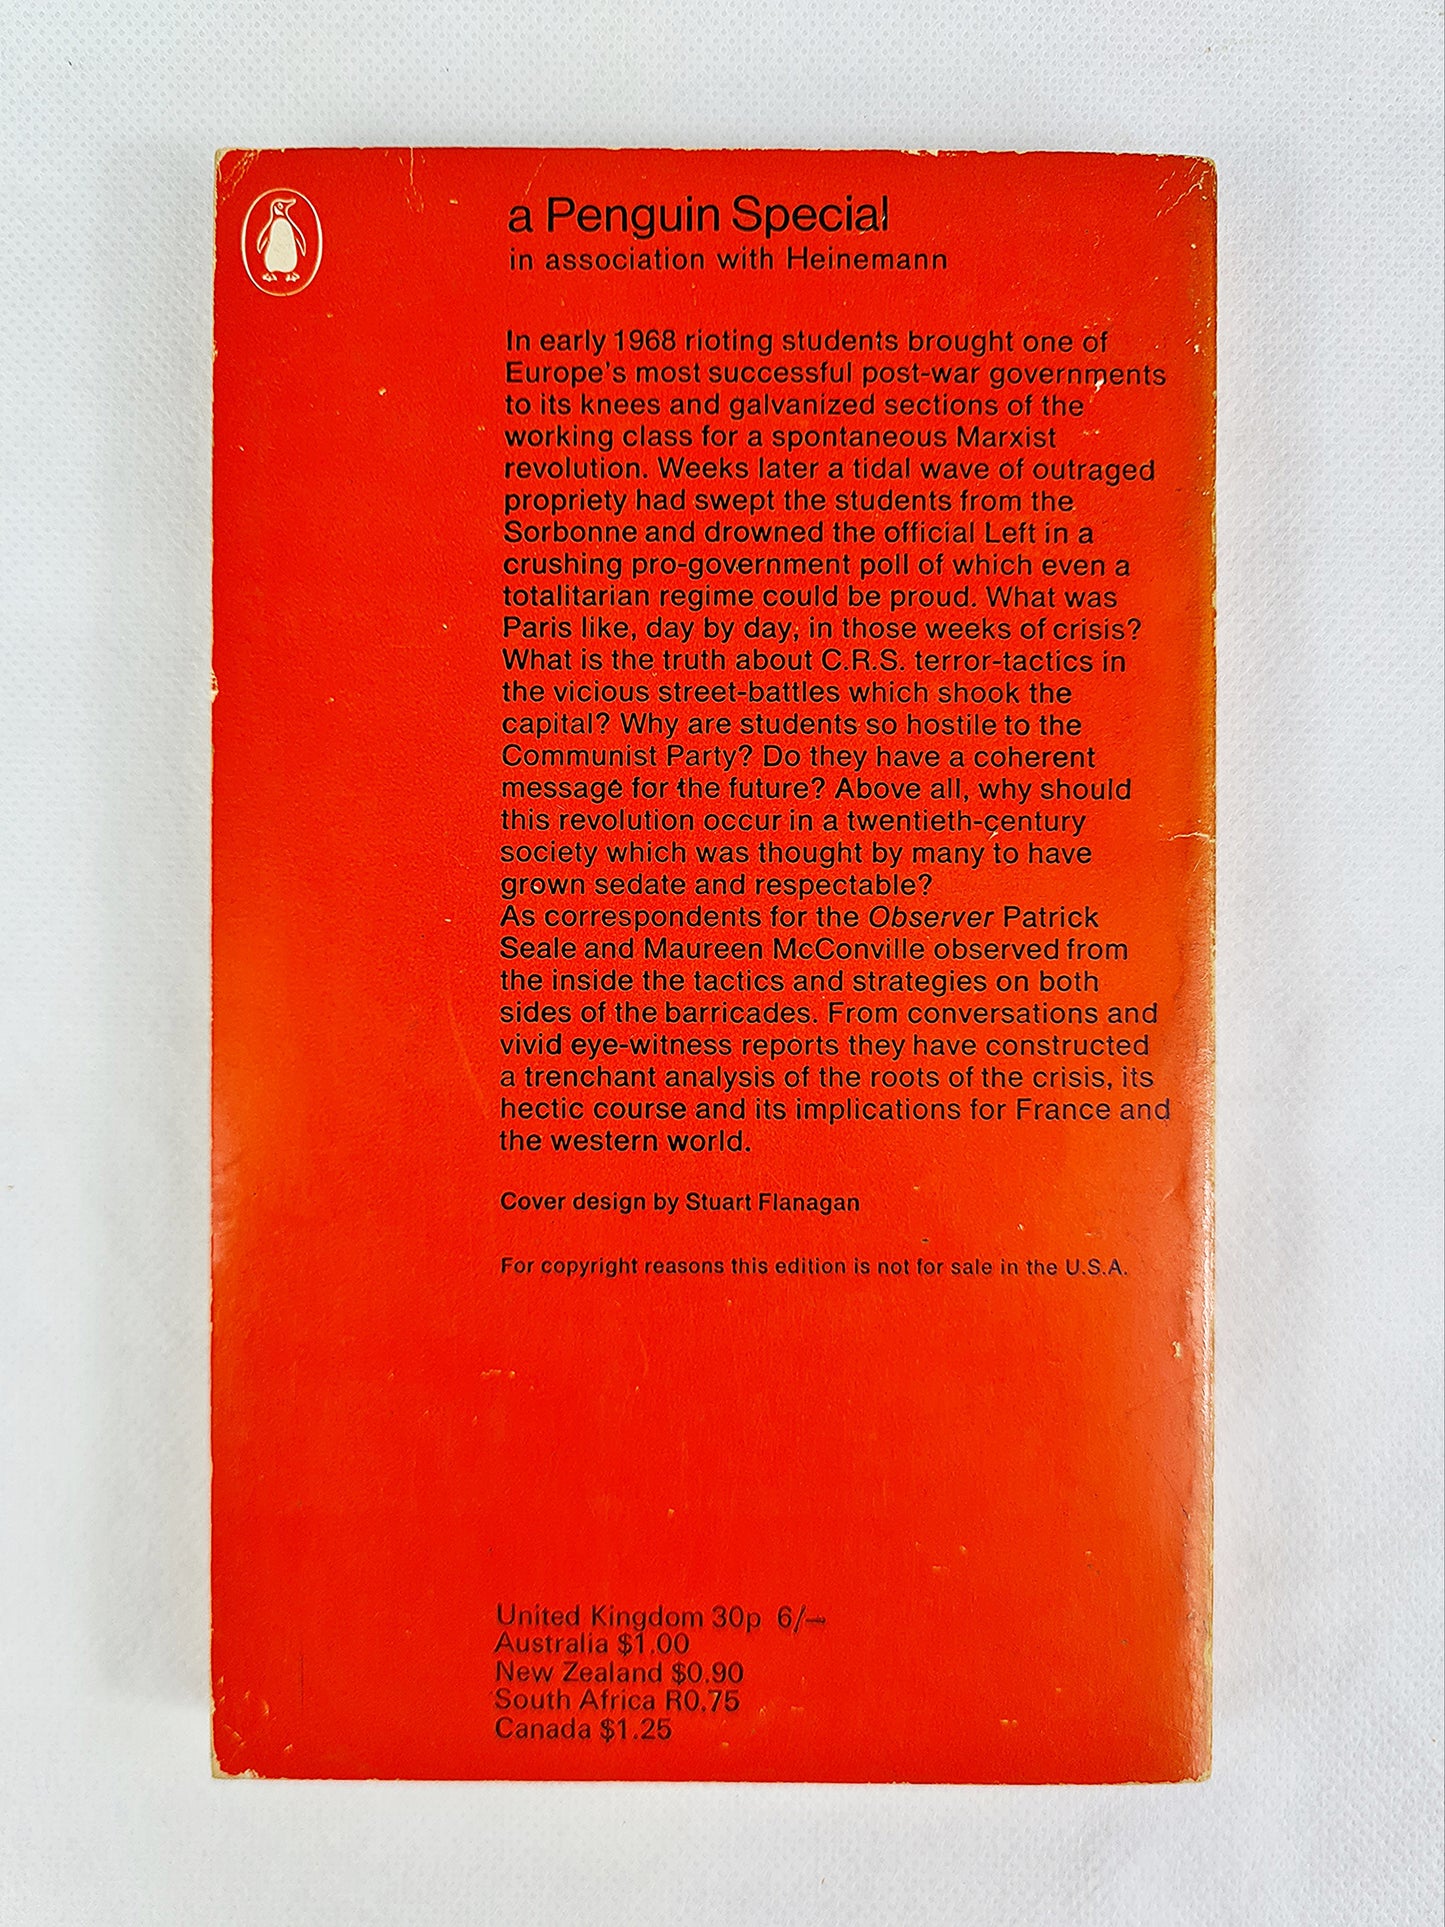 a Penguin Special
in association with Heinemann
In early 1968 rioting students brought one of
Europe's most successful post-war governments
to its knees and galvanized sections of the
working class for a spontaneous Marxist
revolution. Weeks later a tidal wave of outraged
propriety had swept the students from the
Sorbonne and drowned the official Left in a
crushing pro-government poll of which even a
totalitarian regime could be proud. What was
Paris like, day by day, in those weeks of crisis?
What is the truth about C.R.S. terror-tactics in
the vicious street-battles which shook the
capital? Why are students so hostile to the
Communist Party? Do they have a coherent
message for the future? Above all, why should
this revolution occur in a twentieth-century
society which was thought by many to have
grown sedate and respectable?
As correspondents for the Observer Patrick
Seale and Maureen McConville observed from
the inside the tactics and strategies on both
sides of the barricades. From conversations and
vivid eye-witness reports they have constructed
a trenchant analysis of the roots of the crisis, its
hectic course and its implications for France and
the western world.
Cover design by Stuart Flanagan
For copyright reasons this edition is not for sale in the U.S.A.
United Kingdom 30p 6/–
Australia $1.00
New Zealand $0.90
South Africa R0.75
Canada $1.25